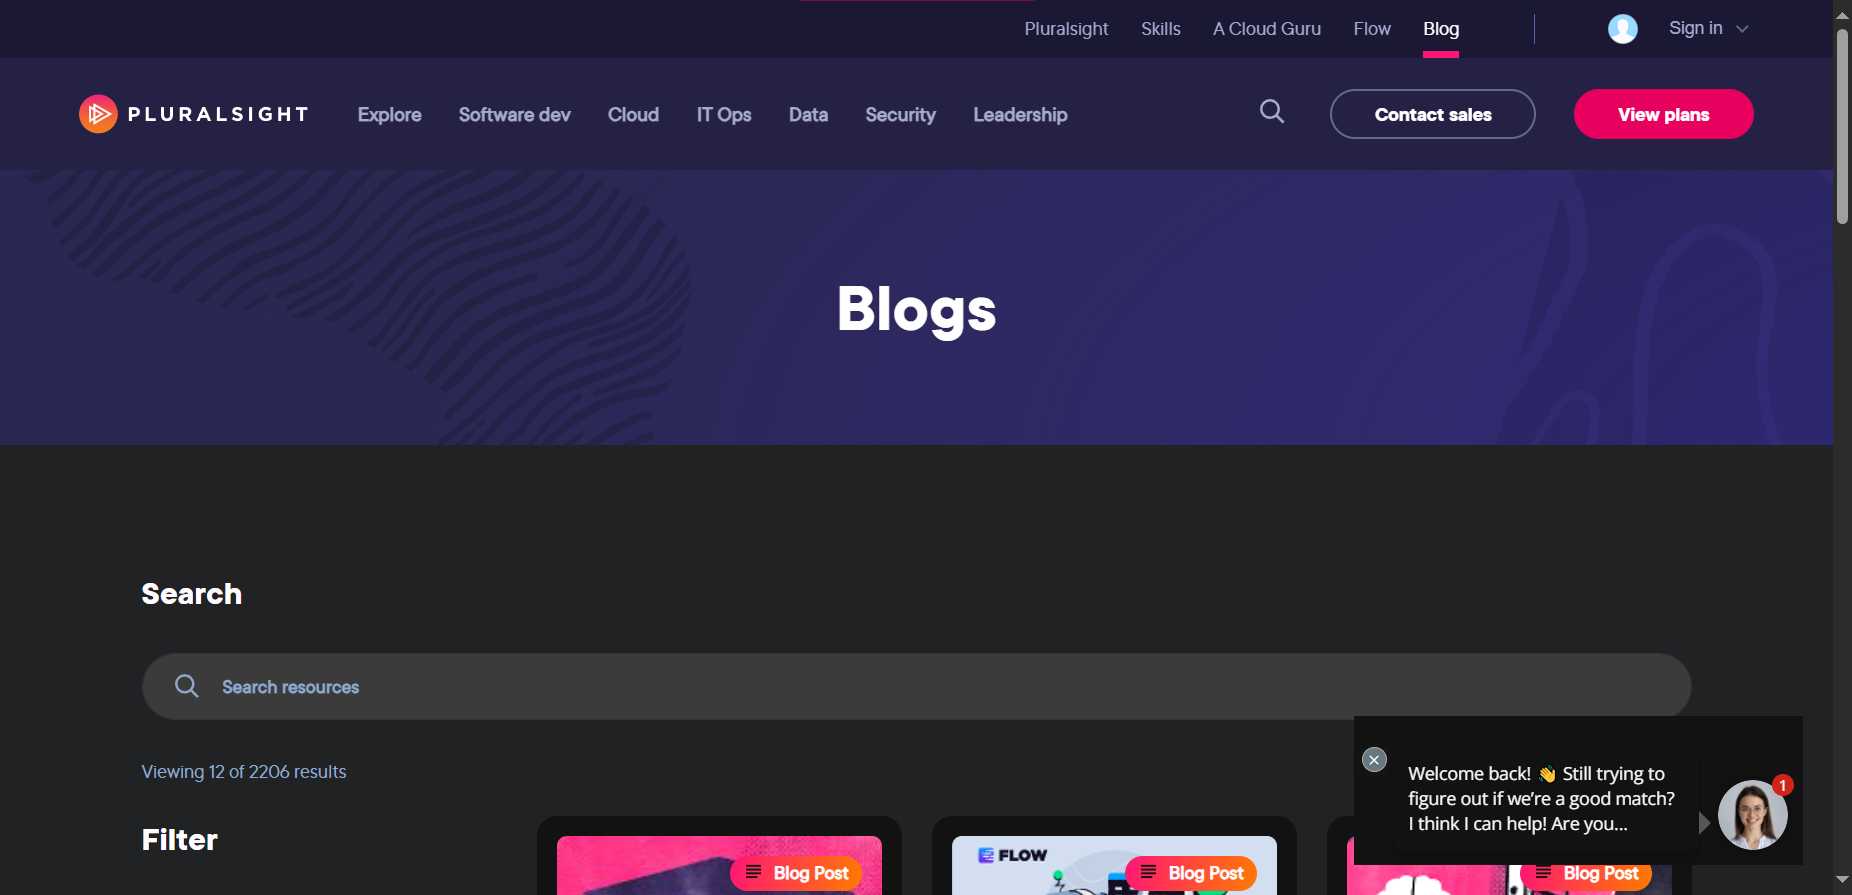 Pluralsight Skills A Cloud Guru Flow Blog Sign in
PLURALSIGHT Explore Software dev Cloud IT Ops Data Security Leadership Contact sales View plans
Blogs
Search
Search resources
Viewing 12 of 2206 results
Welcome back! 👋 Still trying to
figure out if we're a good match?
I think I can help! Are you...
1
Filter
Blog Post
FLOW
Blog Post
Blog Post